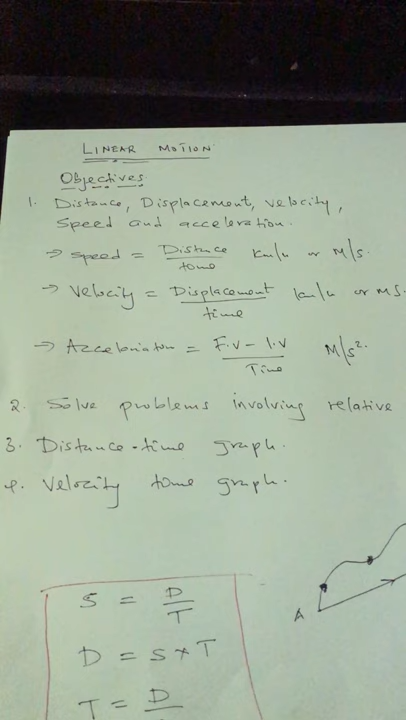 LINEAR MOTION
Objectives
1. Distance, Displacement, velocity,
Speed and acceleration.
→ Speed = Distance / time km/h or M/s.
→ Velocity = Displacement / time km/h or MS
→ Acceleration = F.V - I.V / Time M/s².
2. Solve problems involving relative
3. Distance-time graph.
4. Velocity time graph.
A
S = D / T
D = S × T
T = D /